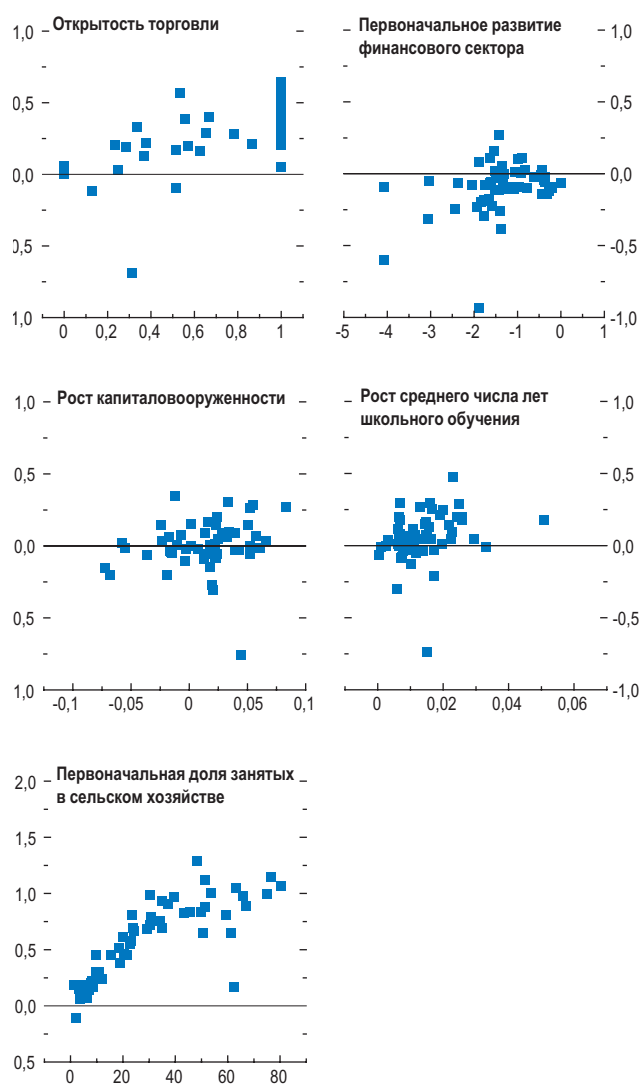 Открытость торговли
1,0
0,5
0,0
0,5
1,0
0 0,2 0,4 0,6 0,8 1
Первоначальное развитие
финансового сектора
1,0
0,5
0,0
-0,5
-1,0
-5 -4 -3 -2 -1 0 1
Рост капиталовооруженности
1,0
0,5
0,0
0,5
1,0
-0,1 -0,05 0 0,05 0,1
Рост среднего числа лет
школьного обучения
1,0
0,5
0,0
-0,5
-1,0
0 0,02 0,04 0,06
Первоначальная доля занятых
в сельском хозяйстве
2,0
1,5
1,0
0,5
0,0
0,5
0 20 40 60 80